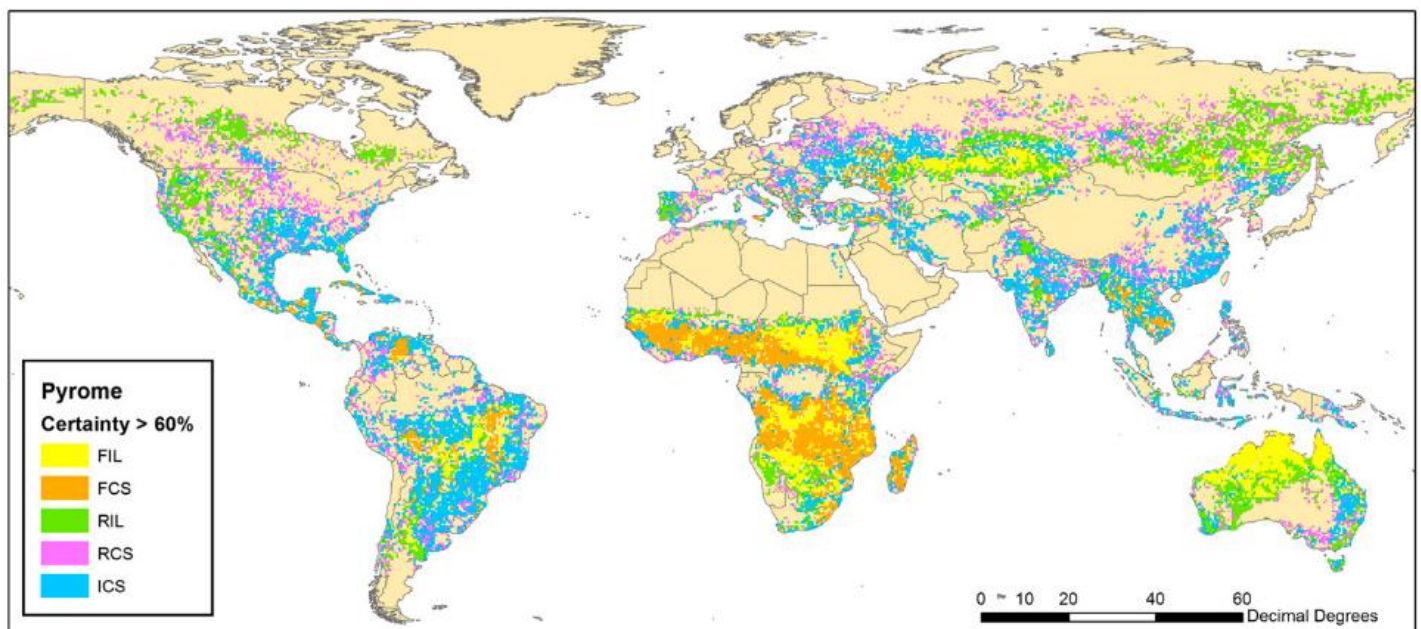 Pyrome
Certainty > 60%
FIL
FCS
RIL
RCS
ICS
0 10 20 40 60
Decimal Degrees